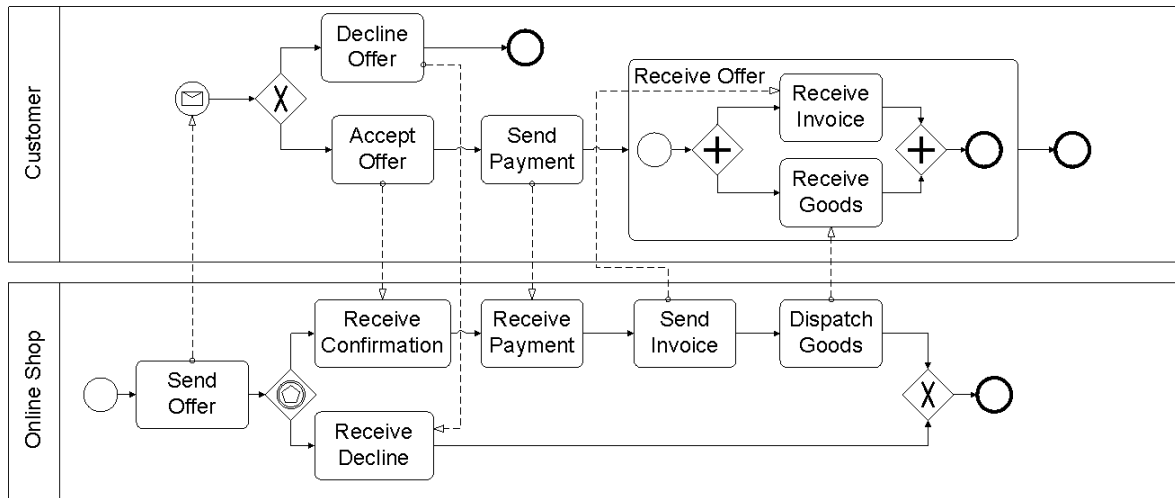 Customer
Decline
Offer
Accept
Offer
Send
Payment
Receive Offer
Receive
Invoice
Receive
Goods
Online Shop
Send
Offer
Receive
Confirmation
Receive
Payment
Send
Invoice
Dispatch
Goods
Receive
Decline